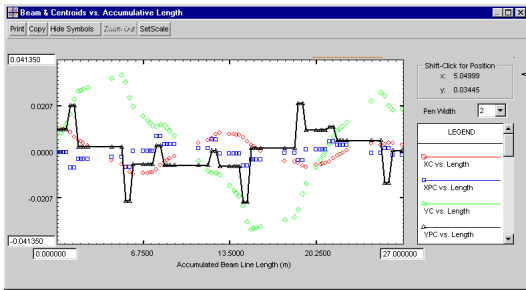 Beam & Centroids vs. Accumulative Length
Print Copy Hide Symbols Zoom Out SetScale
0.041350
0.0207
0.0000
-0.0207
-0.041350
0.000000
6.7500
13.5000
20.2500
27.000000
Accumulated Beam Line Length (m)
Shift-Click for Position
x: 5.04999
y: 0.03445
Pen Width 2
LEGEND
XC vs. Length
XPC vs. Length
YC vs. Length
YPC vs. Length